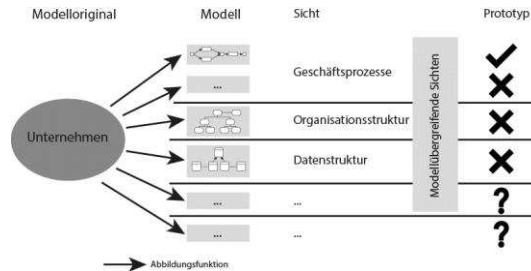 Modelloriginal Modell Sicht Prototyp
Geschäftsprozesse
...
Unternehmen
Organisationsstruktur
Datenstruktur
... ...
... ...
Modellübergreifende Sichten
?
?
Abbildungsfunktion